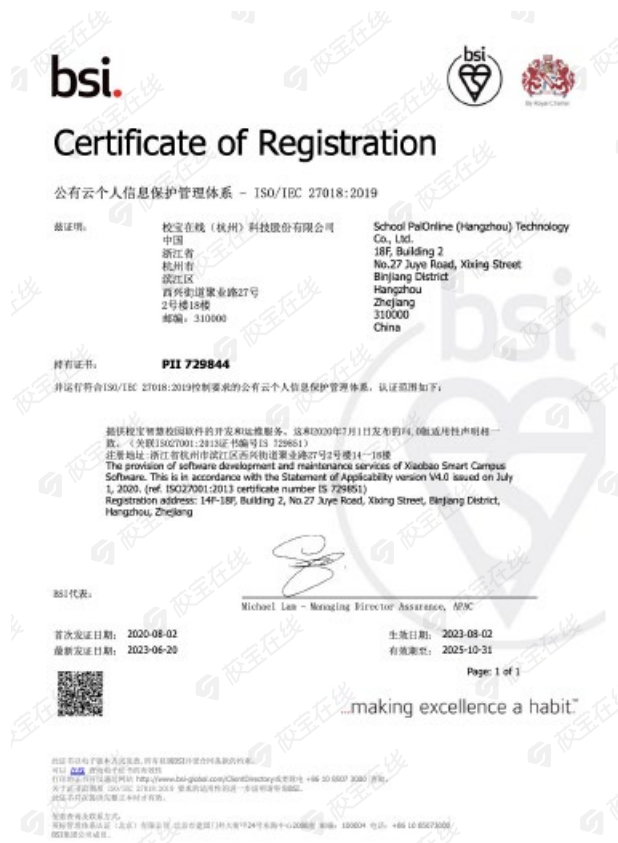 bsi.
bsi
By Royal Charter
Certificate of Registration
公有云个人信息保护管理体系 - ISO/IEC 27018:2019
兹证明:
校宝在线（杭州）科技股份有限公司
中国
浙江省
杭州市
滨江区
西兴街道聚业路27号
2号楼18楼
邮编: 310000
School PalOnline (Hangzhou) Technology
Co., Ltd.
18F, Building 2
No.27 Juye Road, Xixing Street
Binjiang District
Hangzhou
Zhejiang
310000
China
持有证书:
PII 729844
并运行符合ISO/IEC 27018:2019控制要求的公有云个人信息保护管理体系, 认证范围如下:
提供校宝智慧校园软件的开发和运维服务。这和2020年7月1日发布的V4.0版适用性声明相一
致。（关联ISO27001:2013证书编号IS 729851）
注册地址:浙江省杭州市滨江区西兴街道聚业路27号2号楼14--18楼
The provision of software development and maintenance services of Xiaobao Smart Campus
Software. This is in accordance with the Statement of Applicability version V4.0 issued on July
1, 2020. (ref. ISO27001:2013 certificate number IS 729851)
Registration address: 14F-18F, Building 2, No.27 Juye Road, Xixing Street, Binjiang District,
Hangzhou, Zhejiang
BSI代表:
Michael Lam - Managing Director Assurance, APAC
首次发证日期: 2020-08-02
生效日期: 2023-08-02
最新发证日期: 2023-06-20
有效期至: 2025-10-31
Page: 1 of 1
...making excellence a habit.™
校宝在线